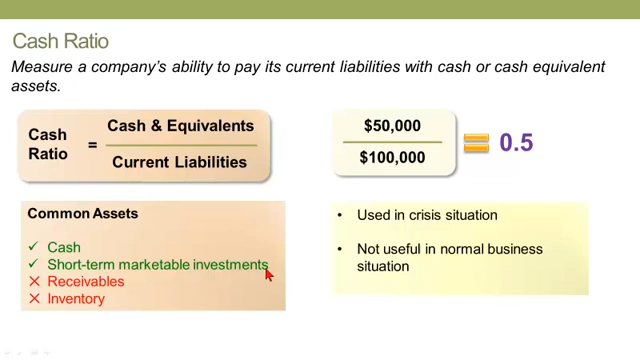 Cash Ratio
Measure a company's ability to pay its current liabilities with cash or cash equivalent
assets.
Cash
Ratio
=
Cash & Equivalents
Current Liabilities
$50,000
$100,000
0.5
Common Assets
✓ Cash
✓ Short-term marketable investments
✕ Receivables
✕ Inventory
• Used in crisis situation
• Not useful in normal business
situation